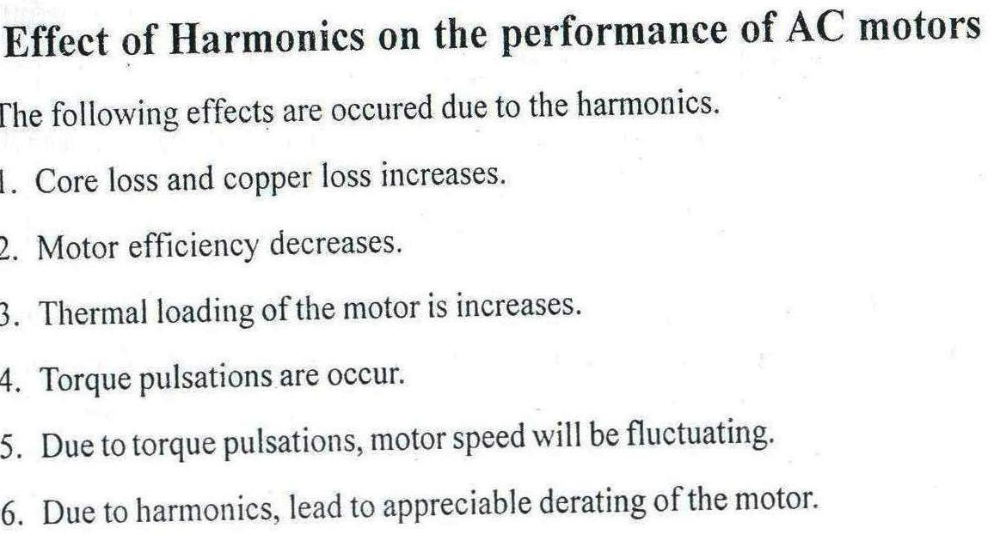 Effect of Harmonics on the performance of AC motors
The following effects are occured due to the harmonics.
1. Core loss and copper loss increases.
2. Motor efficiency decreases.
3. Thermal loading of the motor is increases.
4. Torque pulsations are occur.
5. Due to torque pulsations, motor speed will be fluctuating.
6. Due to harmonics, lead to appreciable derating of the motor.